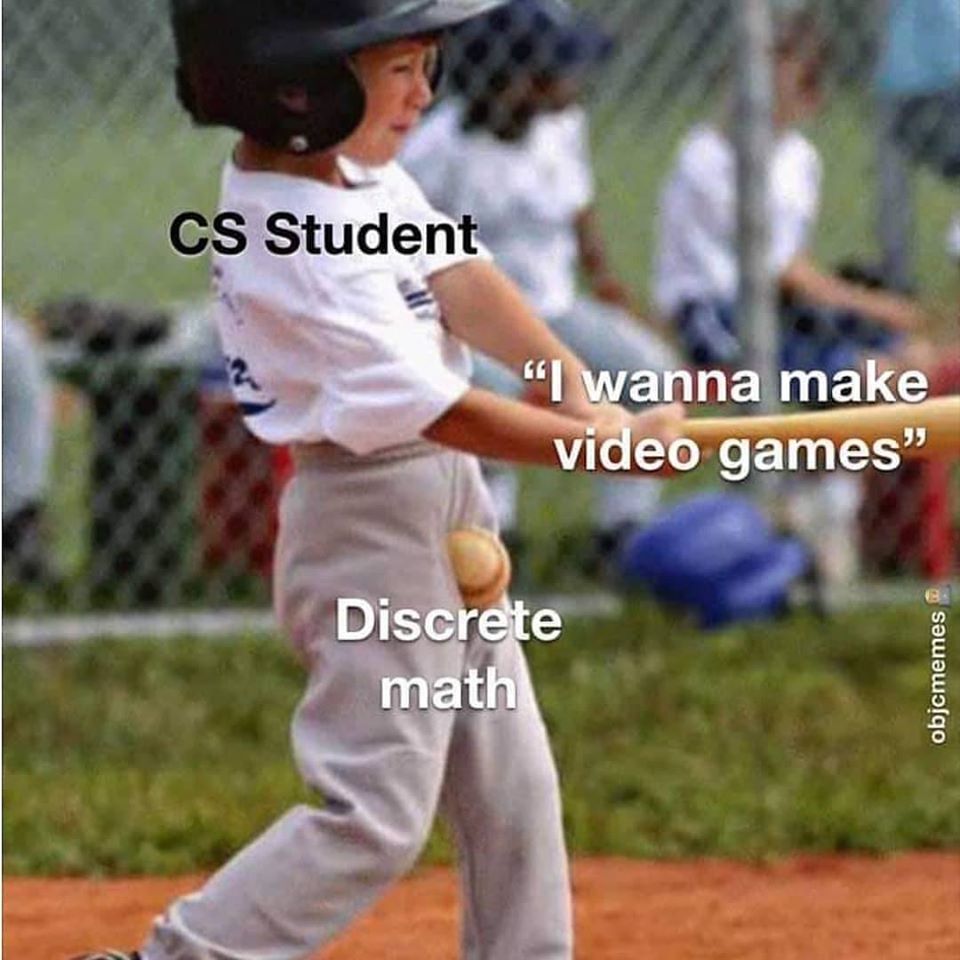 CS Student
“I wanna make
video games”
Discrete
math
objcmemes